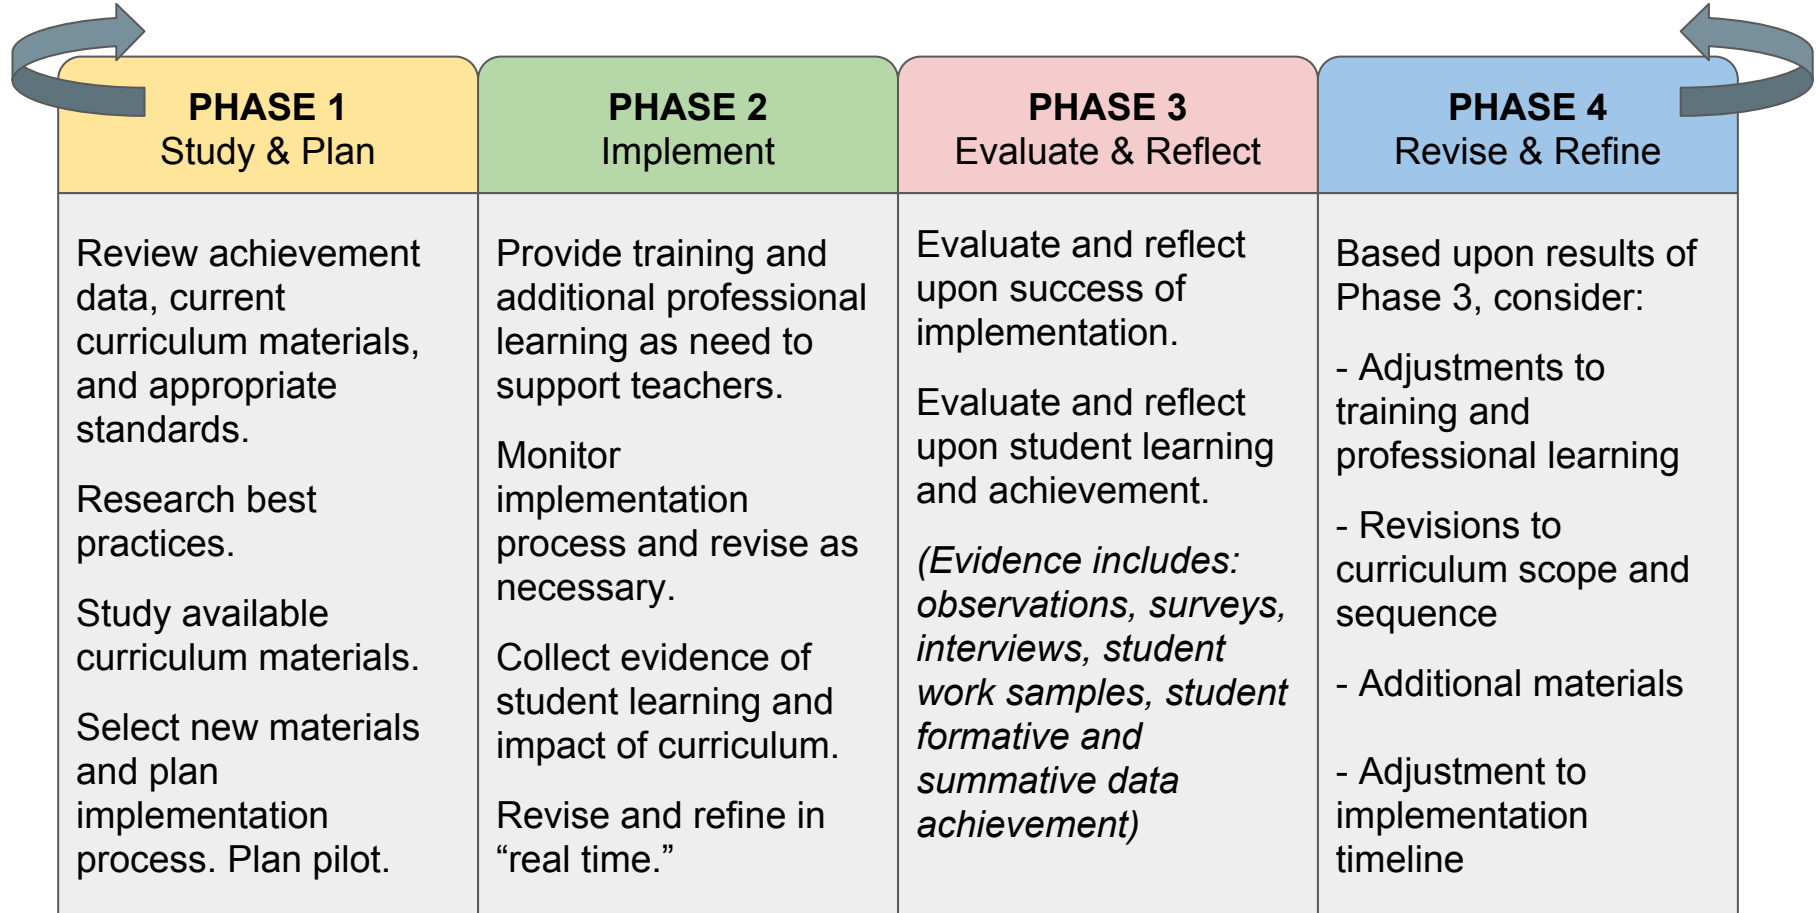 PHASE 1
Study & Plan
Review achievement
data, current
curriculum materials,
and appropriate
standards.
Research best
practices.
Study available
curriculum materials.
Select new materials
and plan
implementation
process. Plan pilot.
PHASE 2
Implement
Provide training and
additional professional
learning as need to
support teachers.
Monitor
implementation
process and revise as
necessary.
Collect evidence of
student learning and
impact of curriculum.
Revise and refine in
“real time.”
PHASE 3
Evaluate & Reflect
Evaluate and reflect
upon success of
implementation.
Evaluate and reflect
upon student learning
and achievement.
(Evidence includes:
observations, surveys,
interviews, student
work samples, student
formative and
summative data
achievement)
PHASE 4
Revise & Refine
Based upon results of
Phase 3, consider:
- Adjustments to
training and
professional learning
- Revisions to
curriculum scope and
sequence
- Additional materials
- Adjustment to
implementation
timeline